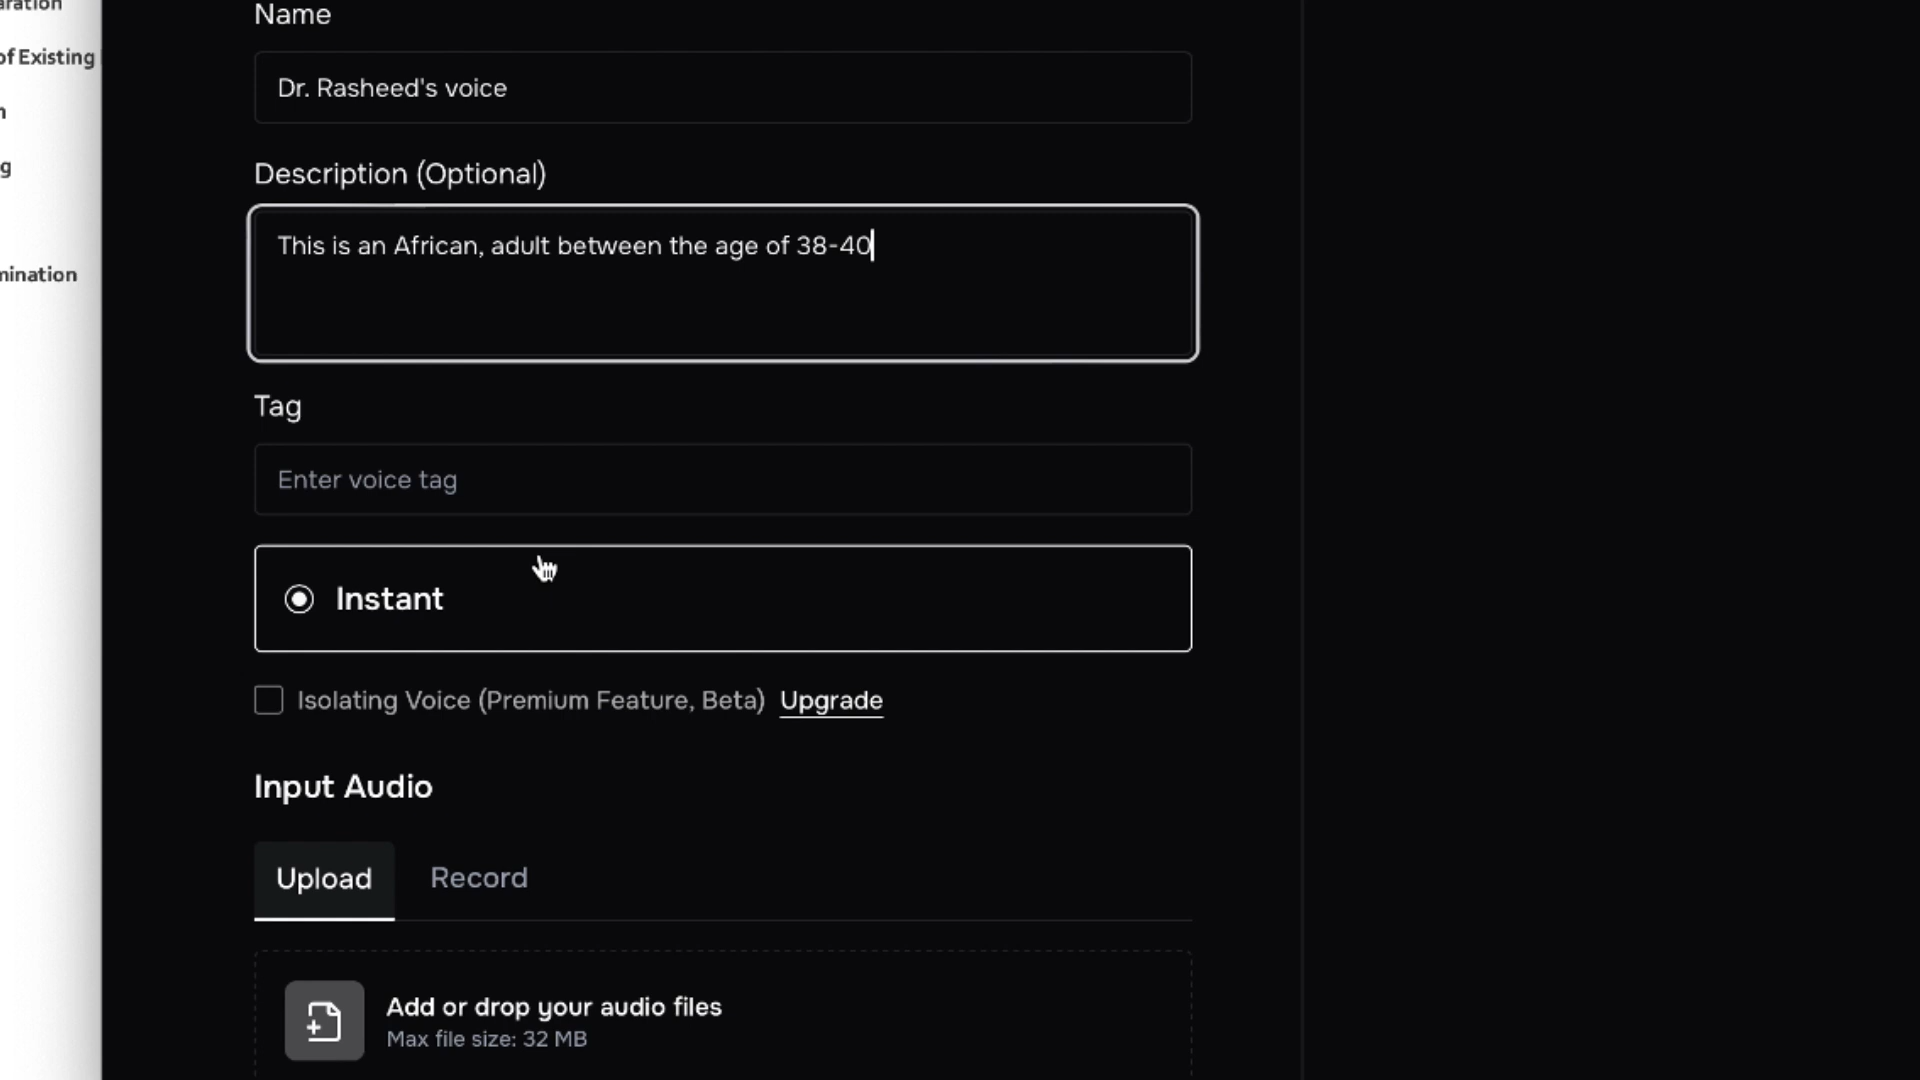 aration
of Existing
n
g
mination
Name
Dr. Rasheed's voice
Description (Optional)
This is an African, adult between the age of 38-40
Tag
Enter voice tag
Instant
Isolating Voice (Premium Feature, Beta) Upgrade
Input Audio
Upload Record
Add or drop your audio files
Max file size: 32 MB